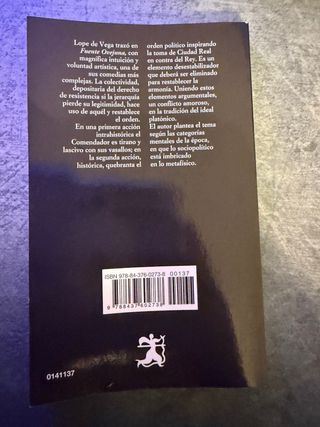 Lope de Vega trazó en
Fuente Ovejuna, con
magnífica intuición y
voluntad artística, una de
sus comedias más
complejas. La colectividad,
depositaria del derecho
de resistencia si la jerarquía
pierde su legitimidad, hace
uso de aquél y restablece
el orden.
En una primera acción
intrahistórica el
Comendador es tirano y
lascivo con sus vasallos; en
la segunda acción,
histórica, quebranta el
orden político inspirando
la toma de Ciudad Real
en contra del Rey. Es un
elemento desestabilizador
que deberá ser eliminado
para restablecer la
armonía. Uniendo estos
elementos argumentales,
un conflicto amoroso,
en la tradición del ideal
platónico.
El autor plantea el tema
según las categorías
mentales de la época,
en que lo sociopolítico
está imbricado
en lo metafísico.
ISBN 978-84-376-0273-8 00137
9 788437 602738
0141137